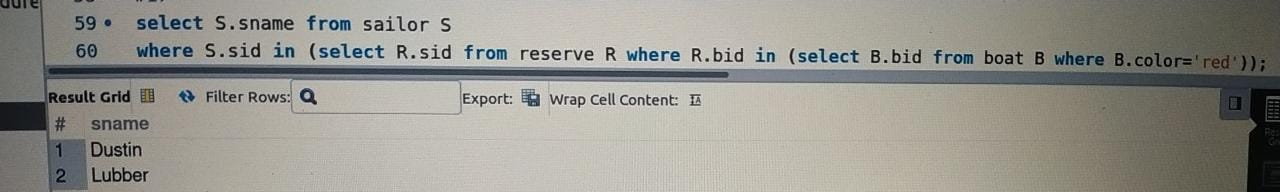 59 select S.sname from sailor S
60 where S.sid in (select R.sid from reserve R where R.bid in (select B.bid from boat B where B.color='red'));
Result Grid Filter Rows: Export: Wrap Cell Content:
# sname
1 Dustin
2 Lubber